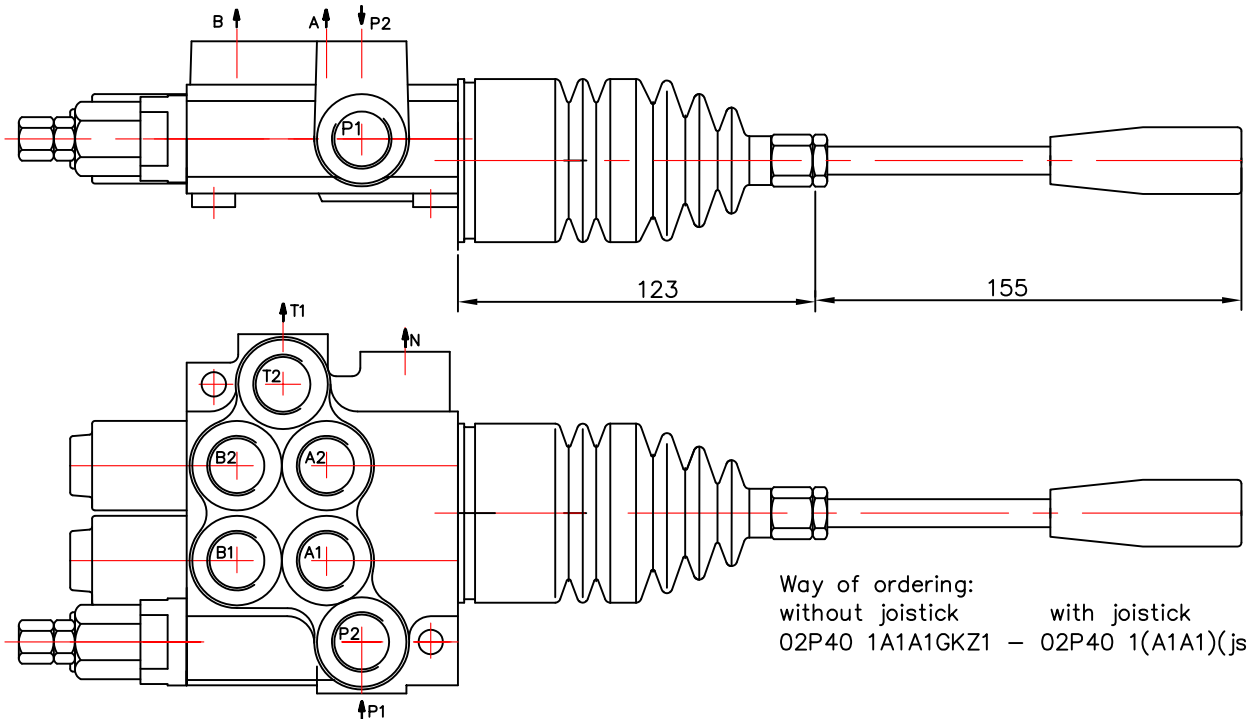 B A P2
P1
123 155
T1
N
T2
B2 A2
B1 A1
Way of ordering:
without joistick with joistick
P2
02P40 1A1A1GKZ1 – 02P40 1(A1A1)(js
P1